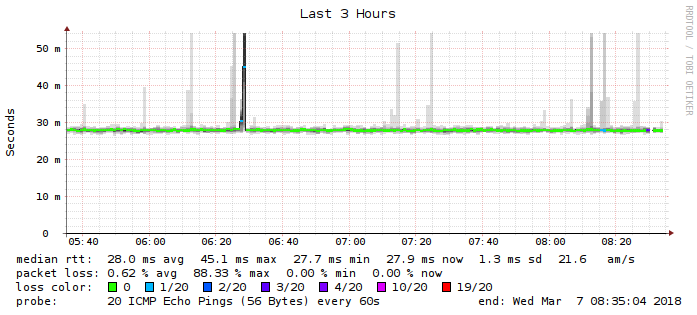 Last 3 Hours
RRDTOOL / TOBI OETIKER
Seconds
50 m
40 m
30 m
20 m
10 m
0
05:40 06:00 06:20 06:40 07:00 07:20 07:40 08:00 08:20
median rtt: 28.0 ms avg 45.1 ms max 27.7 ms min 27.9 ms now 1.3 ms sd 21.6 am/s
packet loss: 0.62 % avg 88.33 % max 0.00 % min 0.00 % now
loss color: 0 1/20 2/20 3/20 4/20 10/20 19/20
probe: 20 ICMP Echo Pings (56 Bytes) every 60s end: Wed Mar 7 08:35:04 2018